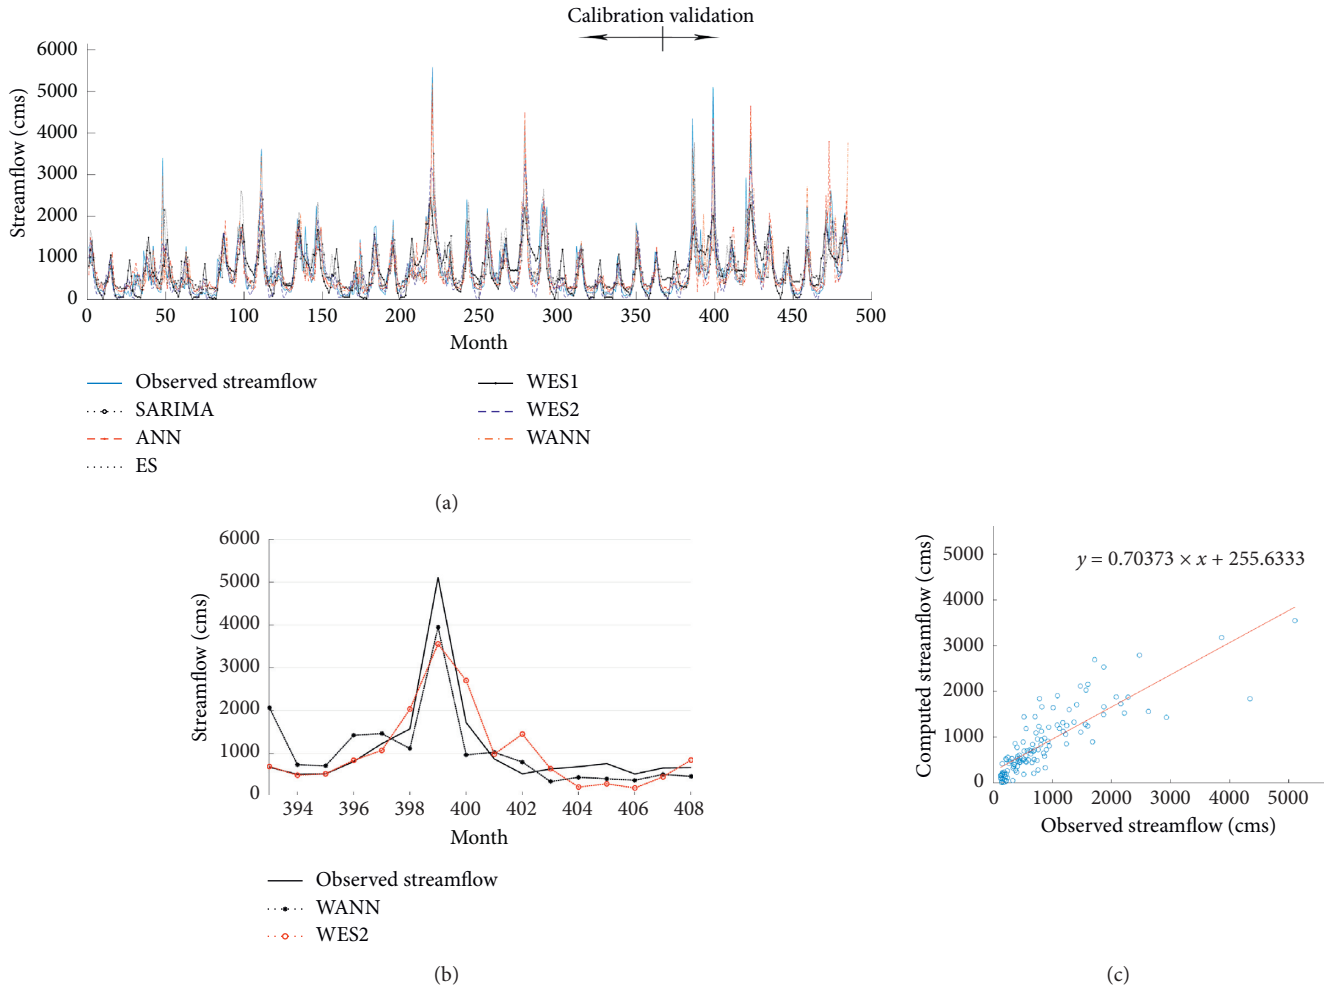 Calibration validation
6000
5000
4000
3000
2000
1000
0
Streamflow (cms)
0 50 100 150 200 250 300 350 400 450 500
Month
Observed streamflow
SARIMA
ANN
ES
WES1
WES2
WANN
(a)
6000
5000
4000
3000
2000
1000
0
Streamflow (cms)
394 396 398 400 402 404 406 408
Month
Observed streamflow
WANN
WES2
(b)
y = 0.70373 × x + 255.6333
5000
4000
3000
2000
1000
0
Computed streamflow (cms)
0 1000 2000 3000 4000 5000
Observed streamflow (cms)
(c)